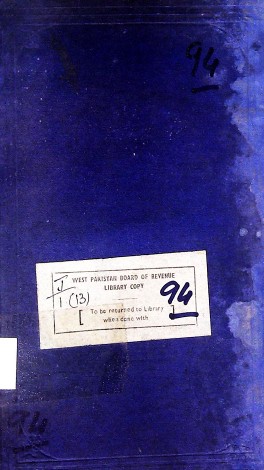 94
WEST PAKISTAN BOARD OF REVENUE
LIBRARY COPY
V/1 (13)
94
[ To be returned to Library
when done with
94